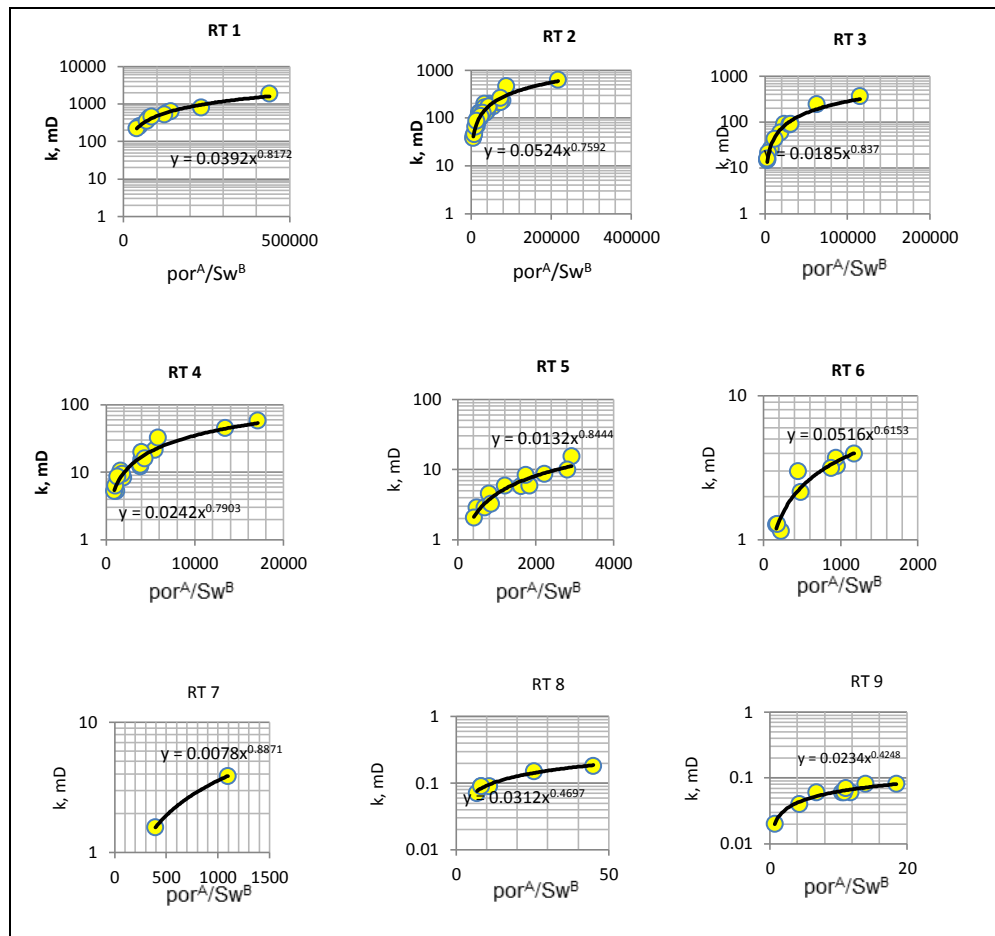 RT 1
10000
1000
100
10
1
k, mD
y = 0.0392x^0.8172
0 500000
por^A/Sw^B
RT 2
1000
100
10
1
k, mD
y = 0.0524x^0.7592
0 200000 400000
por^A/Sw^B
RT 3
1000
100
10
1
k, mD
y = 0.0185x^0.837
0 100000 200000
por^A/Sw^B
RT 4
100
10
1
k, mD
y = 0.0242x^0.7903
0 10000 20000
por^A/Sw^B
RT 5
100
10
1
k, mD
y = 0.0132x^0.8444
0 2000 4000
por^A/Sw^B
RT 6
10
1
k, mD
y = 0.0516x^0.6153
0 1000 2000
por^A/Sw^B
RT 7
10
1
k, mD
y = 0.0078x^0.8871
0 500 1000 1500
por^A/Sw^B
RT 8
1
0.1
0.01
k, mD
y = 0.0312x^0.4697
0 50
por^A/Sw^B
RT 9
1
0.1
0.01
k, mD
y = 0.0234x^0.4248
0 20
por^A/Sw^B